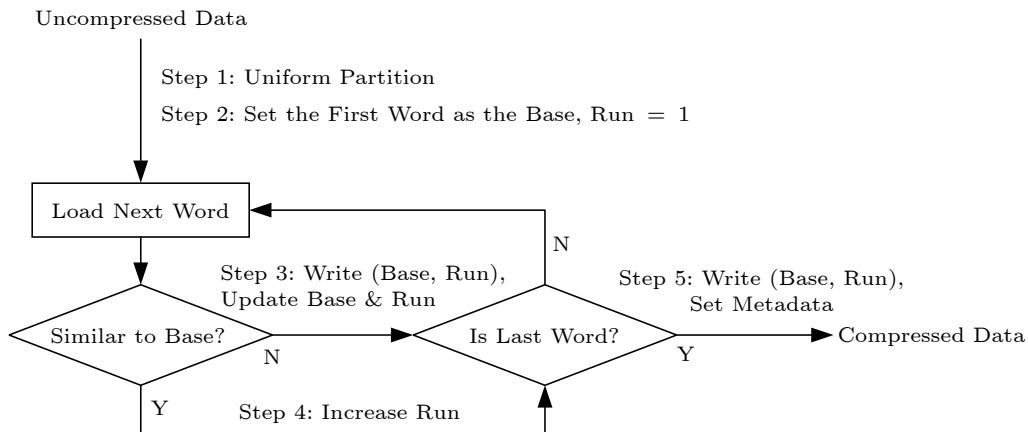 Uncompressed Data
Step 1: Uniform Partition
Step 2: Set the First Word as the Base, Run = 1
Load Next Word
N
Step 3: Write (Base, Run),
Update Base & Run
Step 5: Write (Base, Run),
Set Metadata
Similar to Base?
N
Is Last Word?
Y
Compressed Data
Y
Step 4: Increase Run